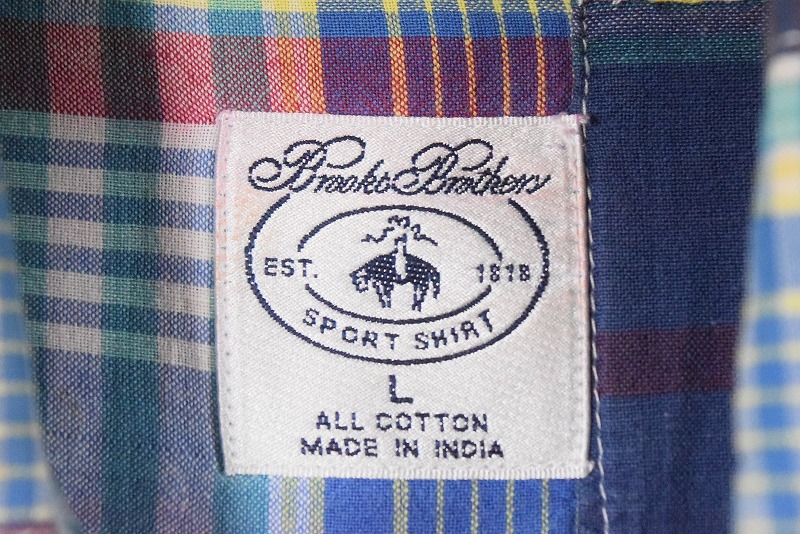 Brooks Brothers
EST. 1818
SPORT SHIRT
L
ALL COTTON
MADE IN INDIA